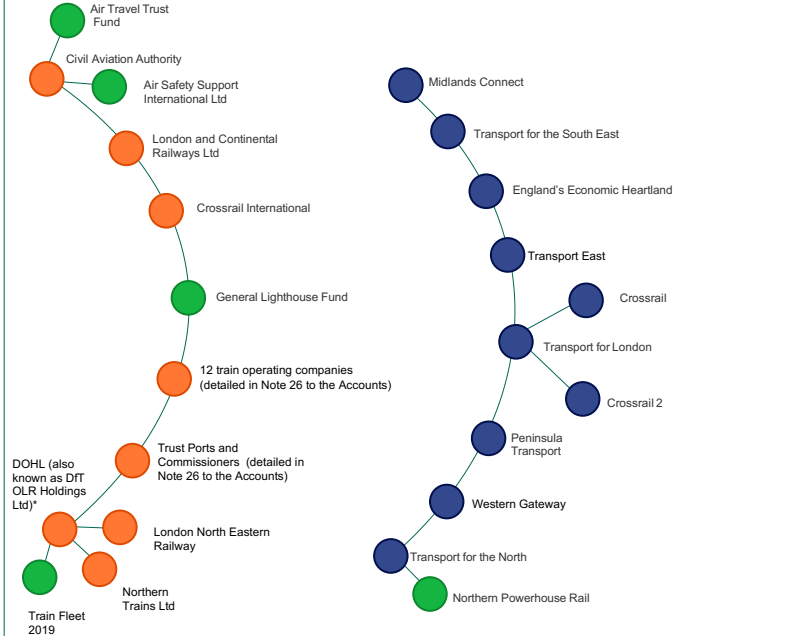 Air Travel Trust
Fund
Civil Aviation Authority
Air Safety Support
International Ltd
London and Continental
Railways Ltd
Crossrail International
General Lighthouse Fund
12 train operating companies
(detailed in Note 26 to the Accounts)
Trust Ports and
Commissioners (detailed in
Note 26 to the Accounts)
DOHL (also
known as DfT
OLR Holdings
Ltd)*
London North Eastern
Railway
Northern
Trains Ltd
Train Fleet
2019
Midlands Connect
Transport for the South East
England's Economic Heartland
Transport East
Crossrail
Transport for London
Crossrail 2
Peninsula
Transport
Western Gateway
Transport for the North
Northern Powerhouse Rail